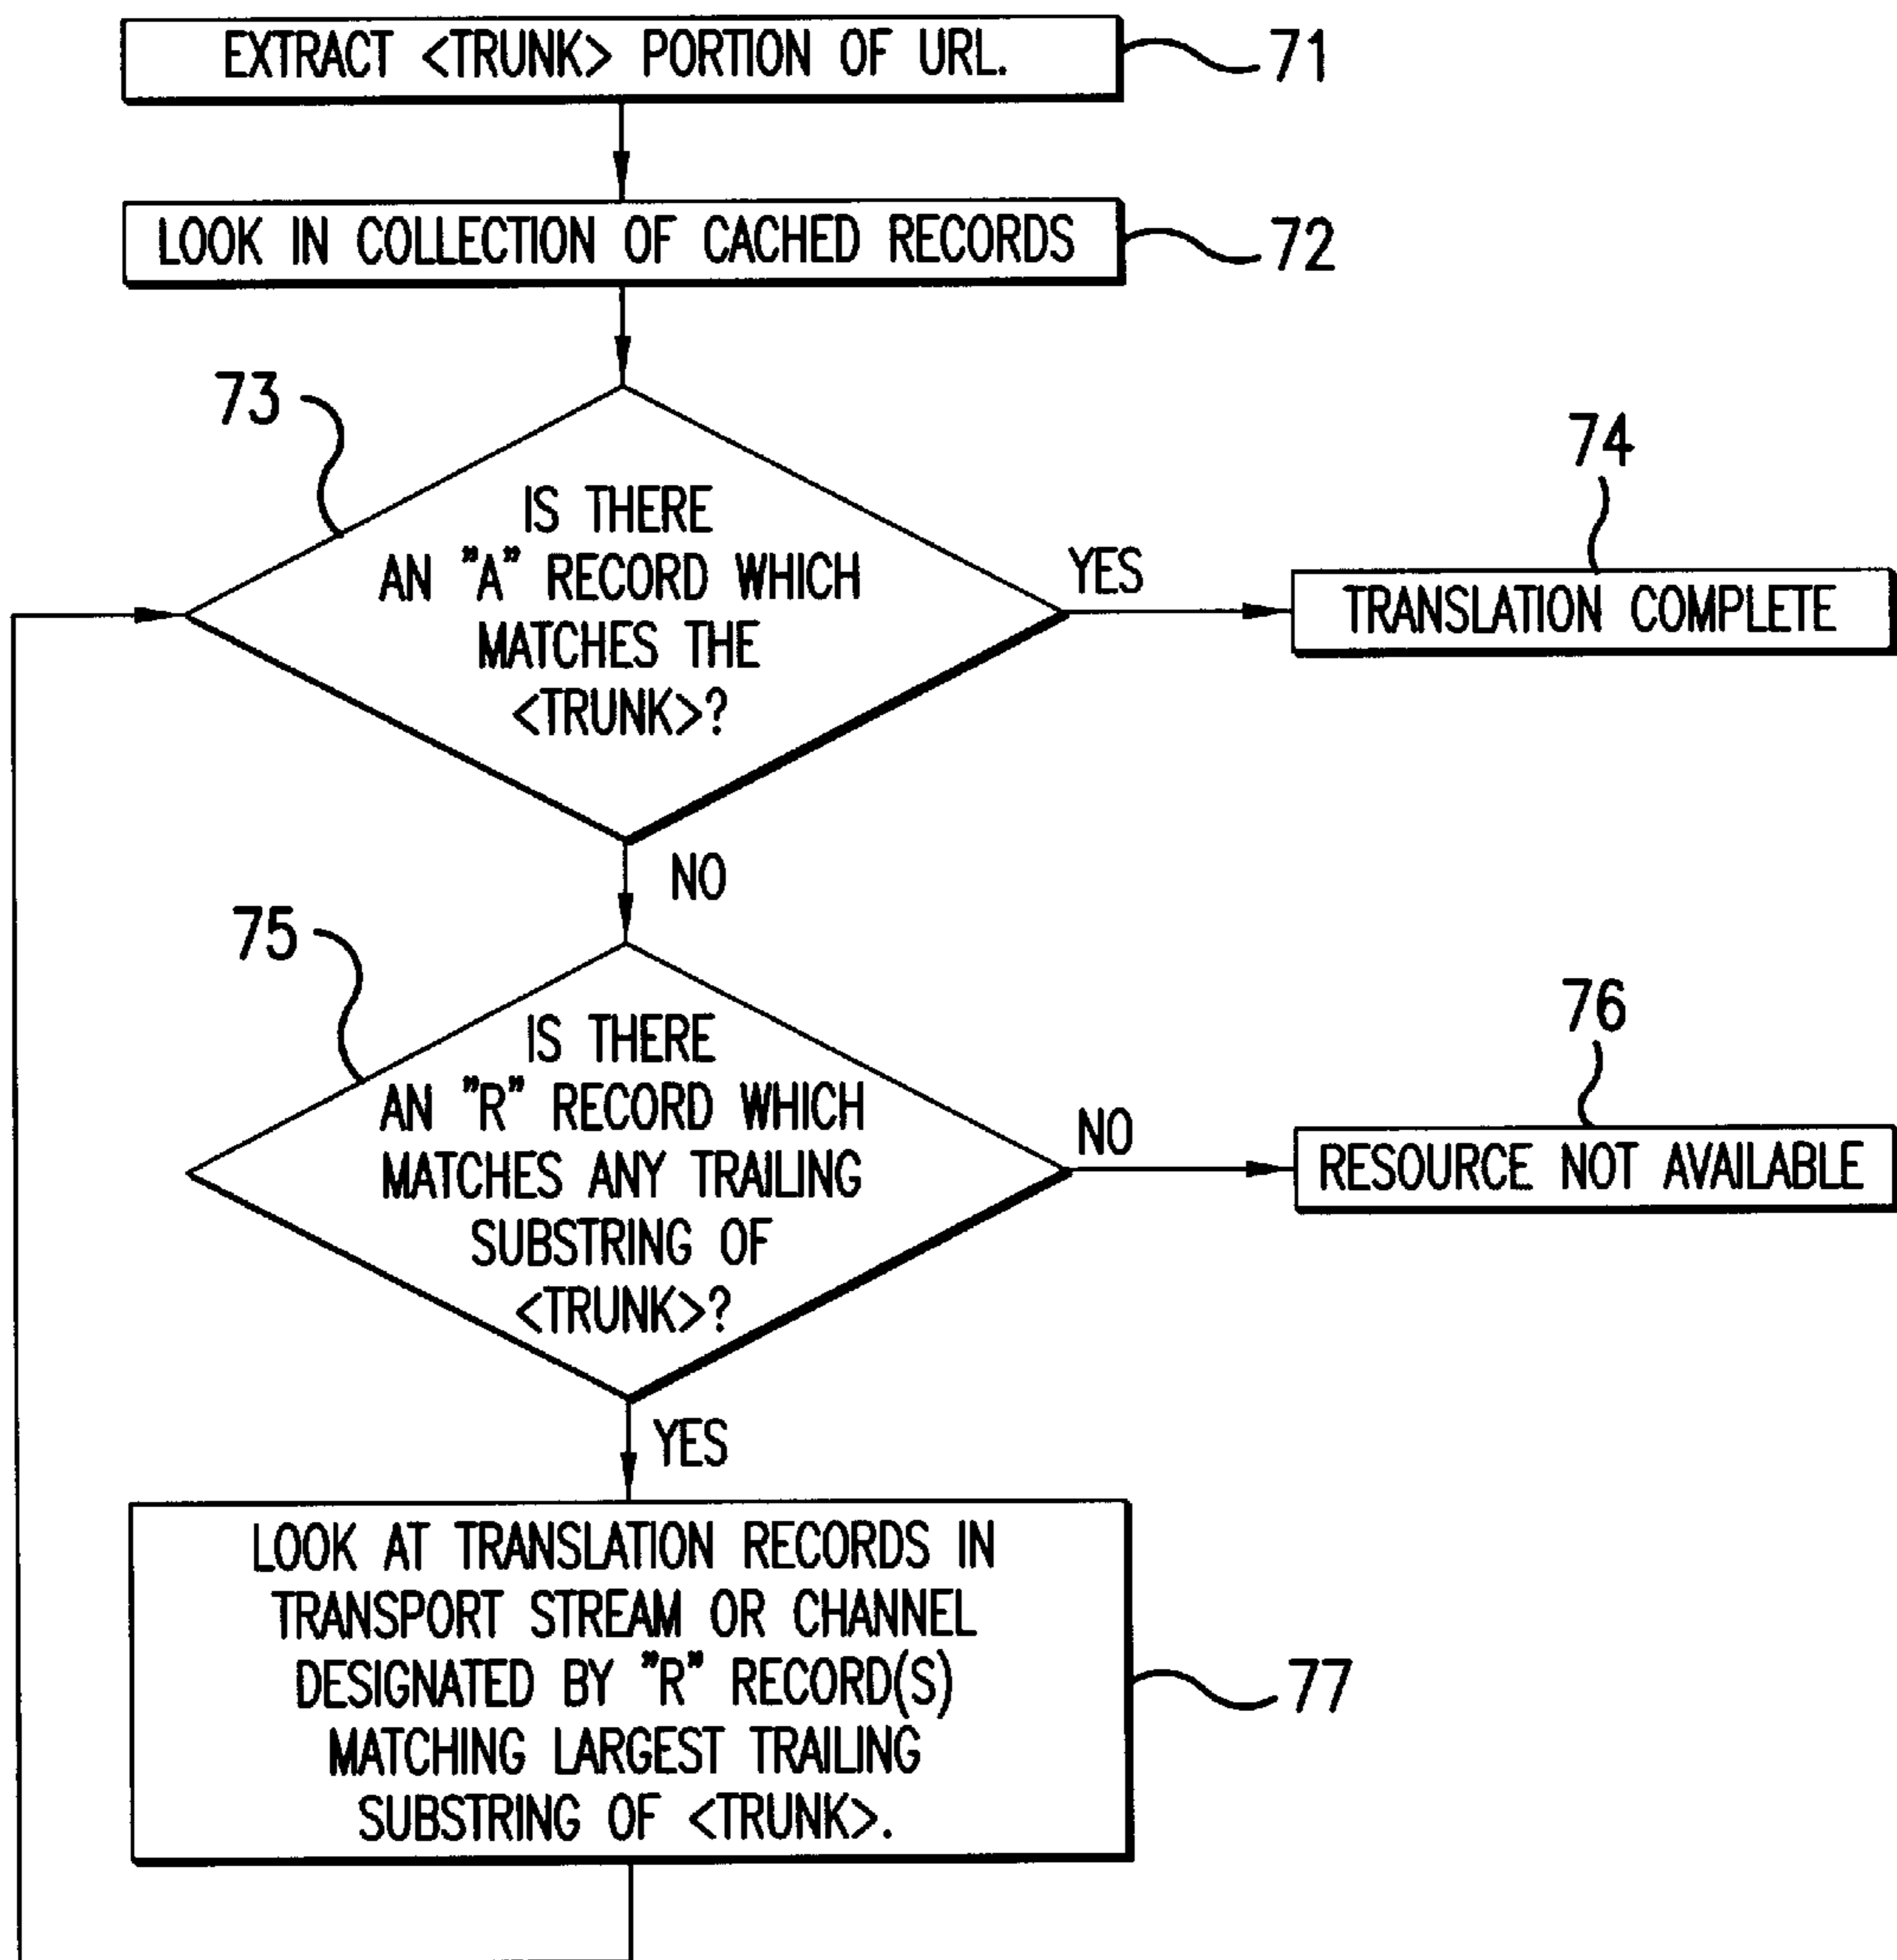 EXTRACT <TRUNK> PORTION OF URL.
71
LOOK IN COLLECTION OF CACHED RECORDS
72
73
IS THERE
AN "A" RECORD WHICH
MATCHES THE
<TRUNK>?
YES
74
TRANSLATION COMPLETE
NO
75
IS THERE
AN "R" RECORD WHICH
MATCHES ANY TRAILING
SUBSTRING OF
<TRUNK>?
NO
76
RESOURCE NOT AVAILABLE
YES
LOOK AT TRANSLATION RECORDS IN
TRANSPORT STREAM OR CHANNEL
DESIGNATED BY "R" RECORD(S)
MATCHING LARGEST TRAILING
SUBSTRING OF <TRUNK>.
77